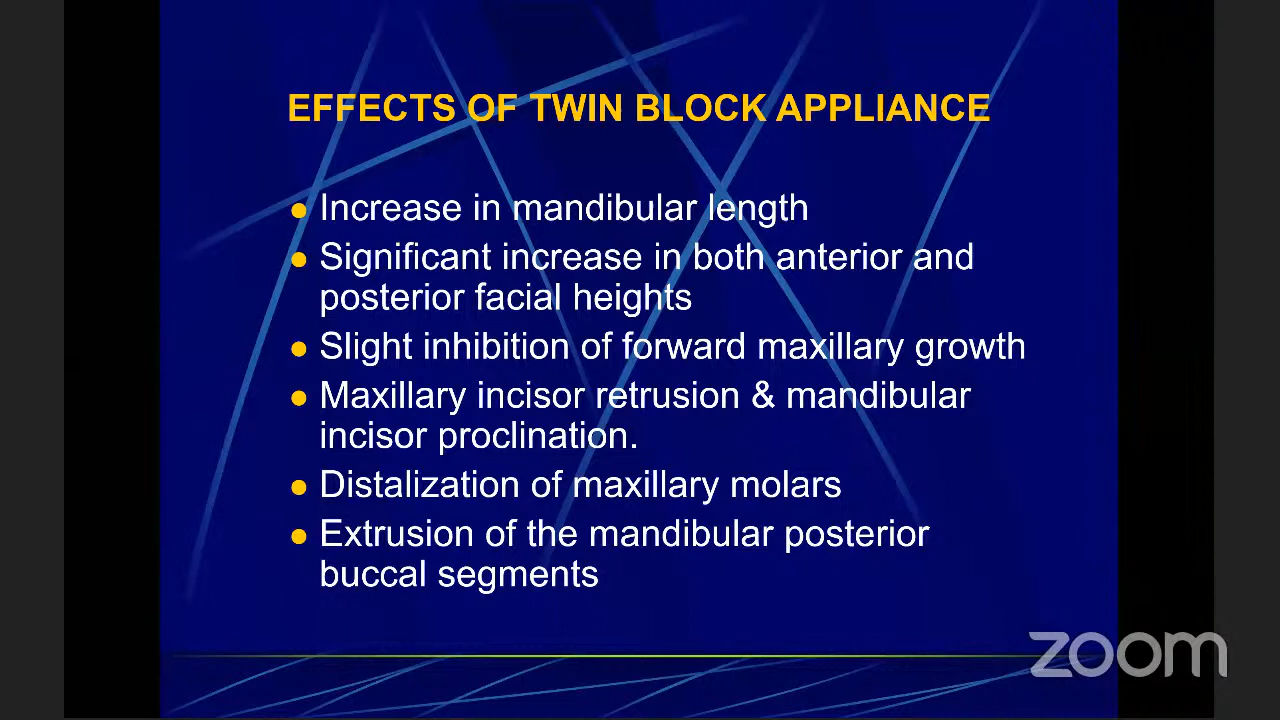 EFFECTS OF TWIN BLOCK APPLIANCE
Increase in mandibular length
Significant increase in both anterior and
posterior facial heights
Slight inhibition of forward maxillary growth
Maxillary incisor retrusion & mandibular
incisor proclination.
Distalization of maxillary molars
Extrusion of the mandibular posterior
buccal segments
zoom